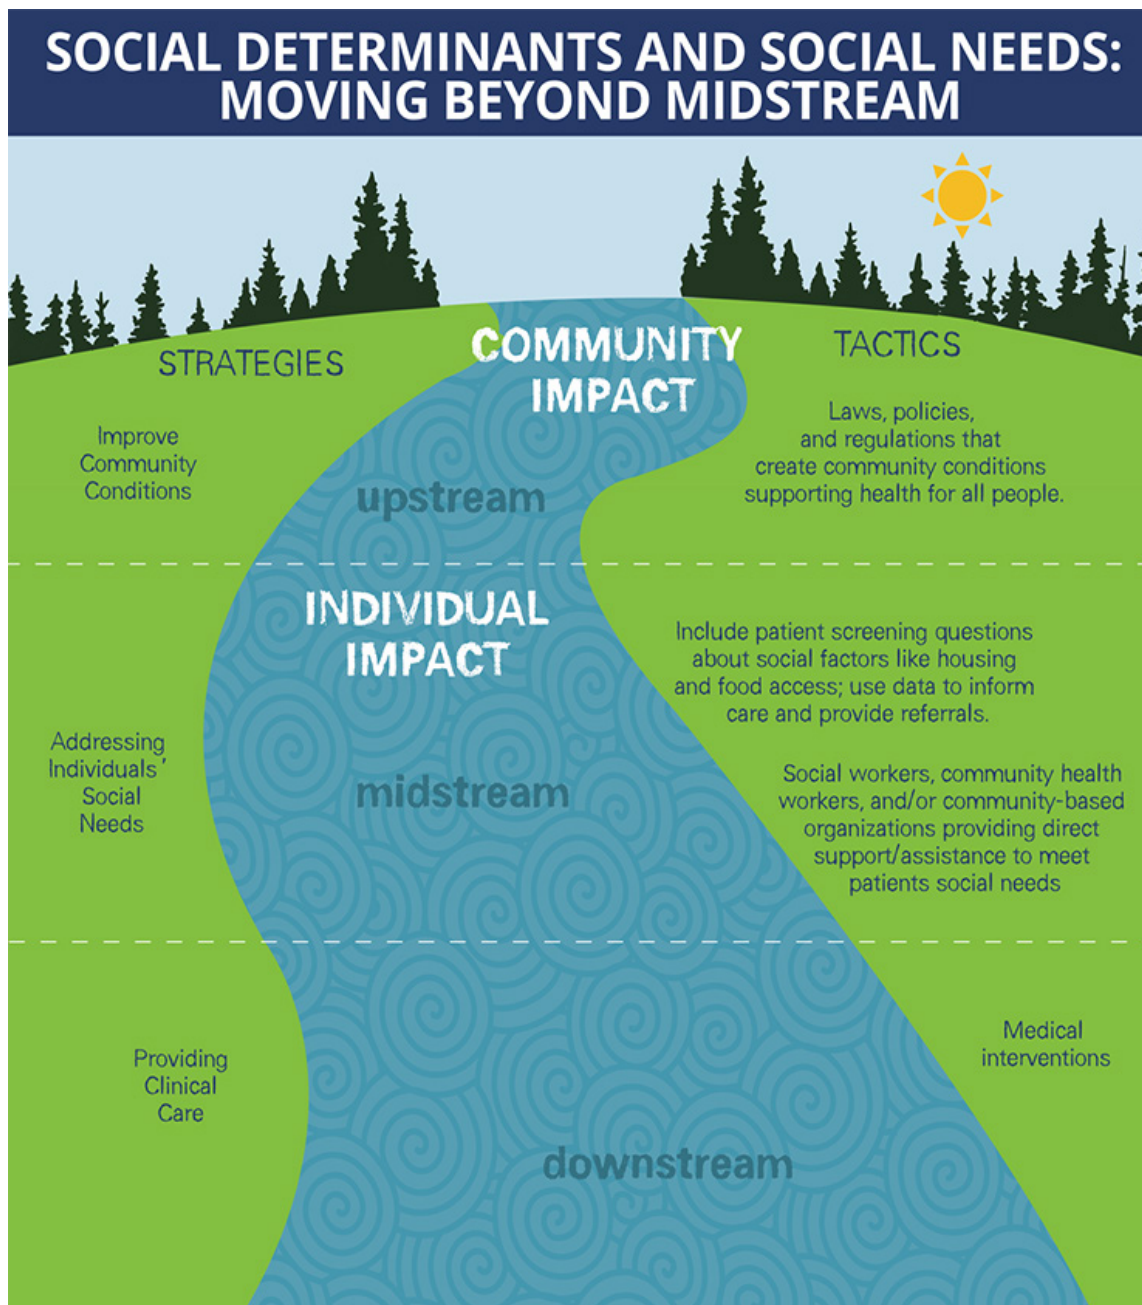 SOCIAL DETERMINANTS AND SOCIAL NEEDS:
MOVING BEYOND MIDSTREAM
STRATEGIES
COMMUNITY
IMPACT
TACTICS
Improve
Community
Conditions
upstream
Laws, policies,
and regulations that
create community conditions
supporting health for all people.
INDIVIDUAL
IMPACT
Addressing
Individuals'
Social
Needs
midstream
Include patient screening questions
about social factors like housing
and food access; use data to inform
care and provide referrals.
Social workers, community health
workers, and/or community-based
organizations providing direct
support/assistance to meet
patients social needs
Providing
Clinical
Care
downstream
Medical
interventions